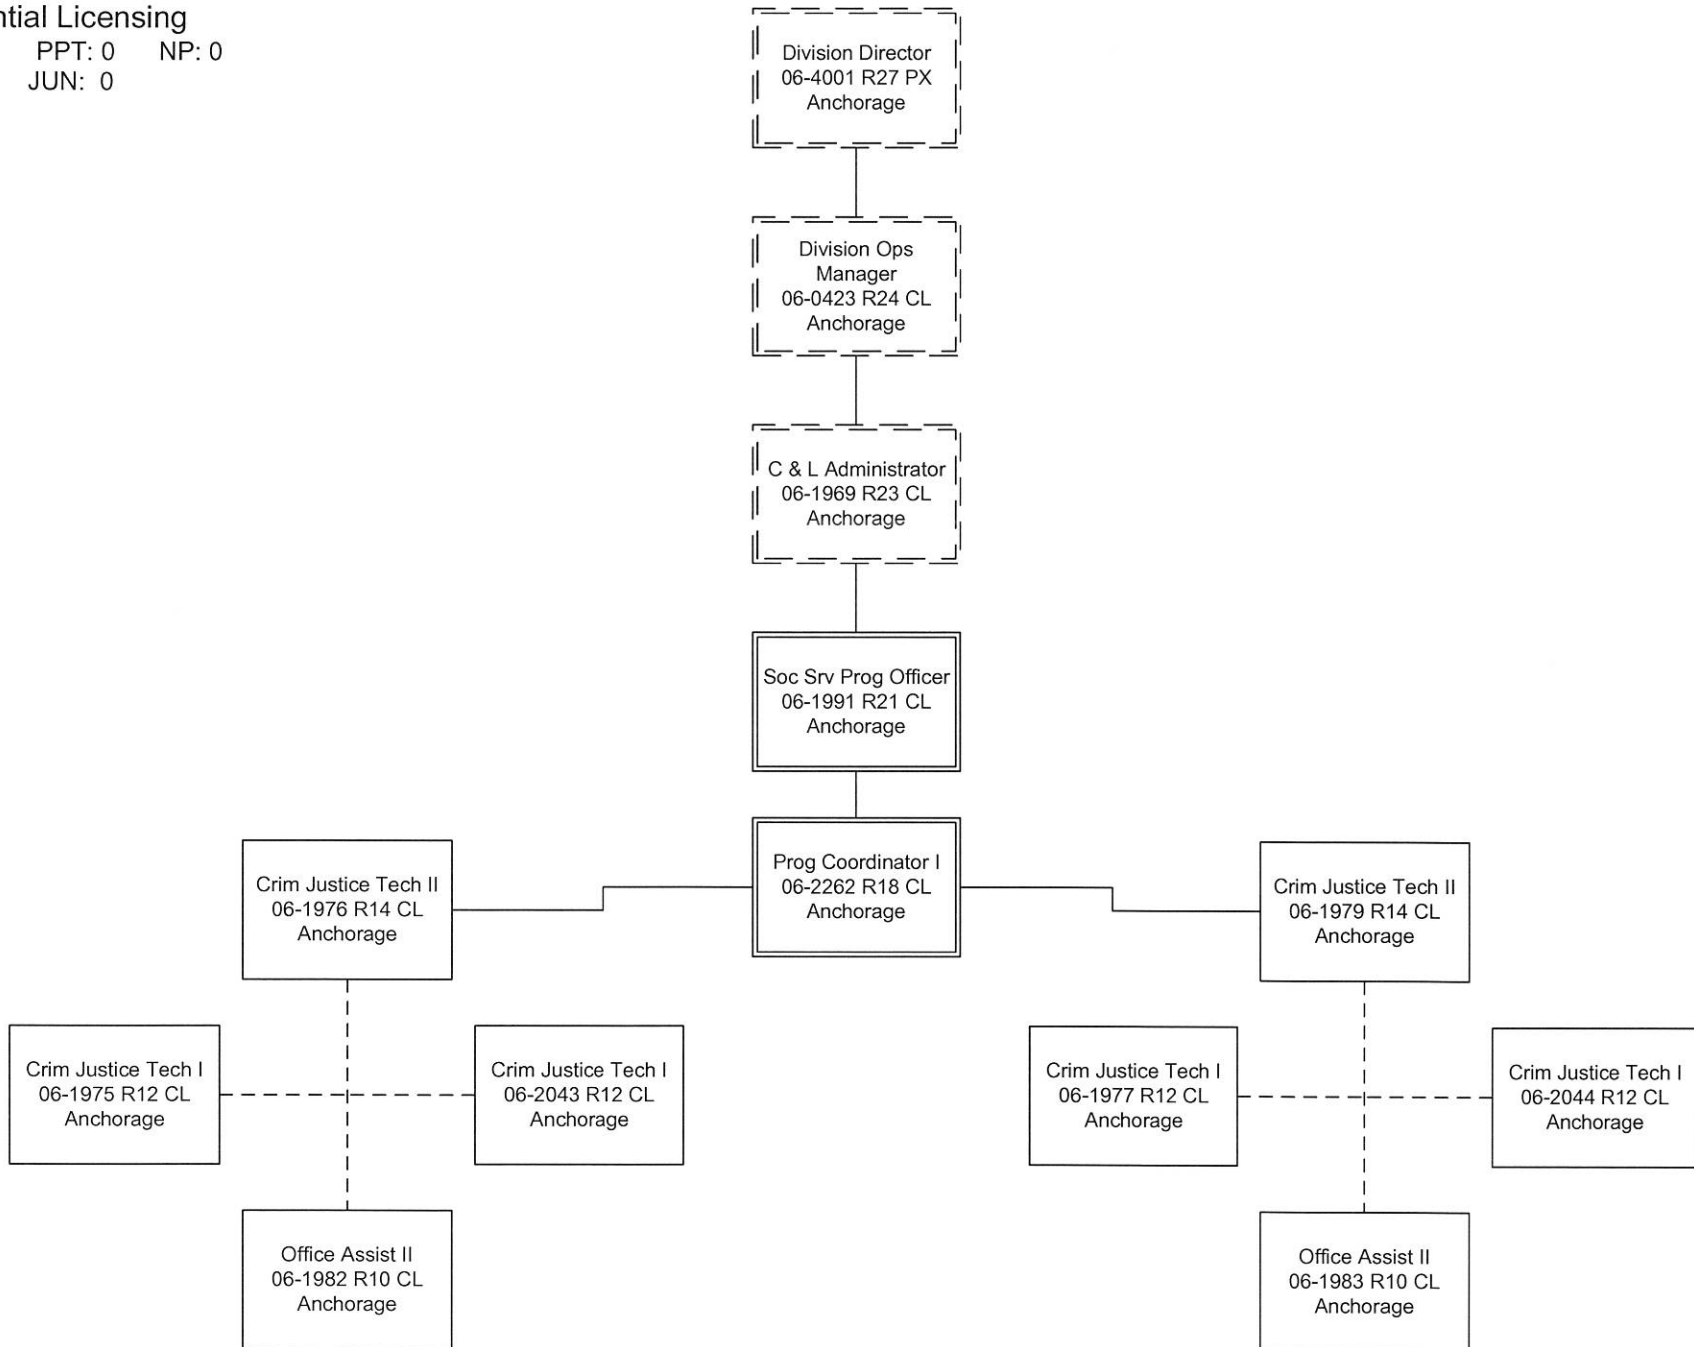 ntial Licensing
PPT: 0 NP: 0
JUN: 0
Division Director
06-4001 R27 PX
Anchorage
Division Ops
Manager
06-0423 R24 CL
Anchorage
C & L Administrator
06-1969 R23 CL
Anchorage
Soc Srv Prog Officer
06-1991 R21 CL
Anchorage
Prog Coordinator I
06-2262 R18 CL
Anchorage
Crim Justice Tech II
06-1976 R14 CL
Anchorage
Crim Justice Tech II
06-1979 R14 CL
Anchorage
Crim Justice Tech I
06-1975 R12 CL
Anchorage
Crim Justice Tech I
06-2043 R12 CL
Anchorage
Crim Justice Tech I
06-1977 R12 CL
Anchorage
Crim Justice Tech I
06-2044 R12 CL
Anchorage
Office Assist II
06-1982 R10 CL
Anchorage
Office Assist II
06-1983 R10 CL
Anchorage